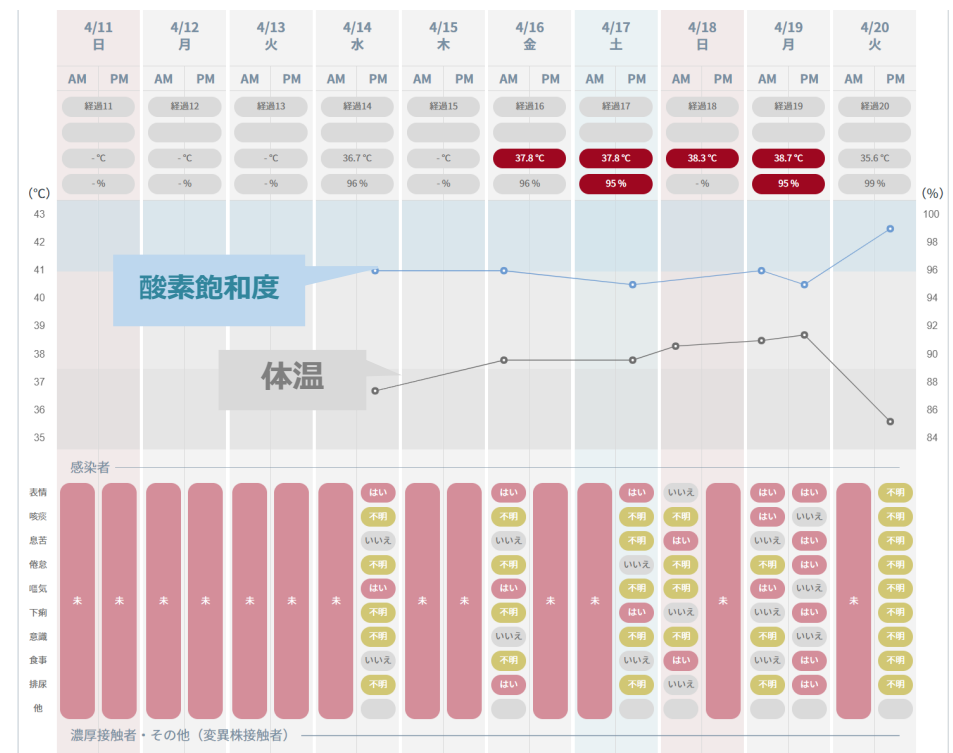 4/11 4/12 4/13 4/14 4/15 4/16 4/17 4/18 4/19 4/20
日 月 火 水 木 金 土 日 月 火
AM PM AM PM AM PM AM PM AM PM AM PM AM PM AM PM AM PM AM PM
経過11 経過12 経過13 経過14 経過15 経過16 経過17 経過18 経過19 経過20
- ℃ - ℃ - ℃ 36.7 ℃ - ℃ 37.8 ℃ 37.8 ℃ 38.3 ℃ 38.7 ℃ 35.6 ℃
- % - % - % 96 % - % 96 % 95 % - % 95 % 99 %
(℃) (%)
43 100
42 98
41 96
酸素飽和度
40 94
39 92
38 90
体温
37 88
36 86
35 84
感染者
表情 はい はい はい いいえ はい はい 不明
咳痰 不明 不明 不明 不明 はい いいえ 不明
息苦 いいえ いいえ 不明 はい いいえ はい 不明
倦怠 不明 不明 いいえ 不明 不明 はい 不明
嘔気 はい はい 不明 不明 はい いいえ 不明
未 未 未 未 未 未 未 未 未 未 未 未 未
下痢 不明 不明 はい いいえ いいえ はい 不明
意識 不明 いいえ 不明 不明 不明 いいえ 不明
食事 いいえ 不明 いいえ はい いいえ はい 不明
排尿 不明 はい 不明 いいえ 不明 はい 不明
他
濃厚接触者・その他（変異株接触者）